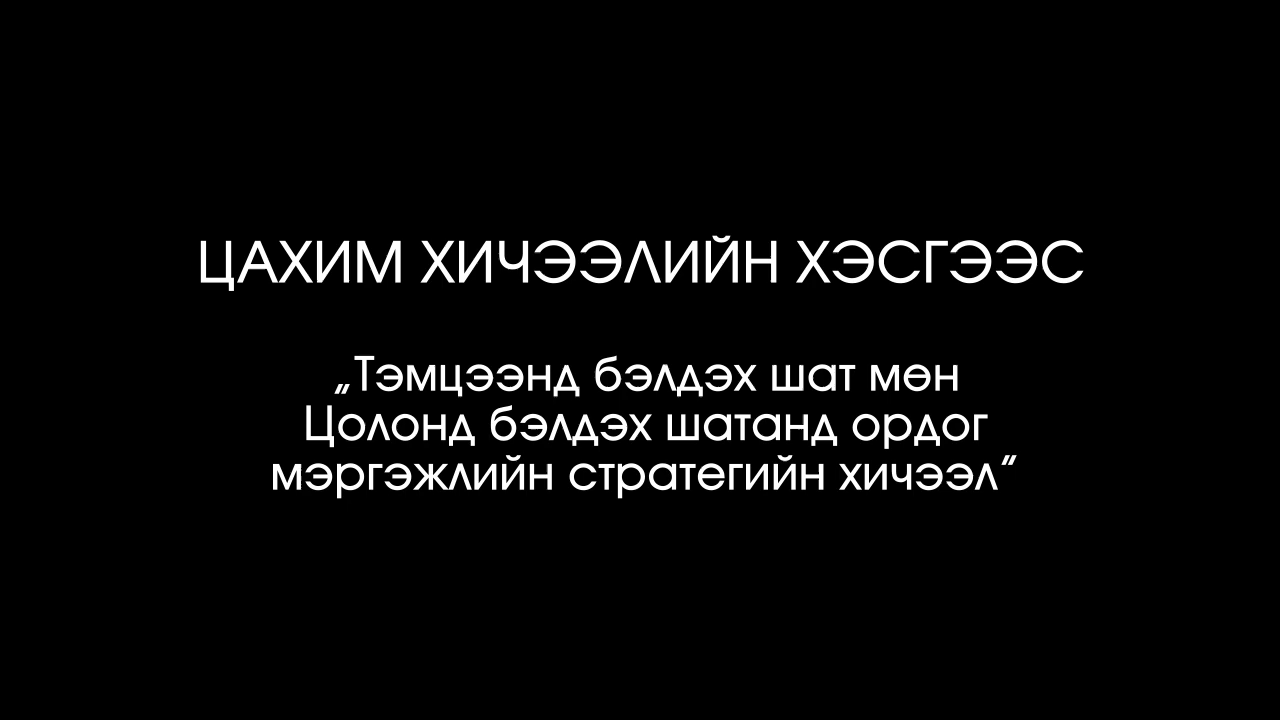 ЦАХИМ ХИЧЭЭЛИЙН ХЭСГЭЭС
„Тэмцээнд бэлдэх шат мөн
Цолонд бэлдэх шатанд ордог
мэргэжлийн стратегийн хичээл“